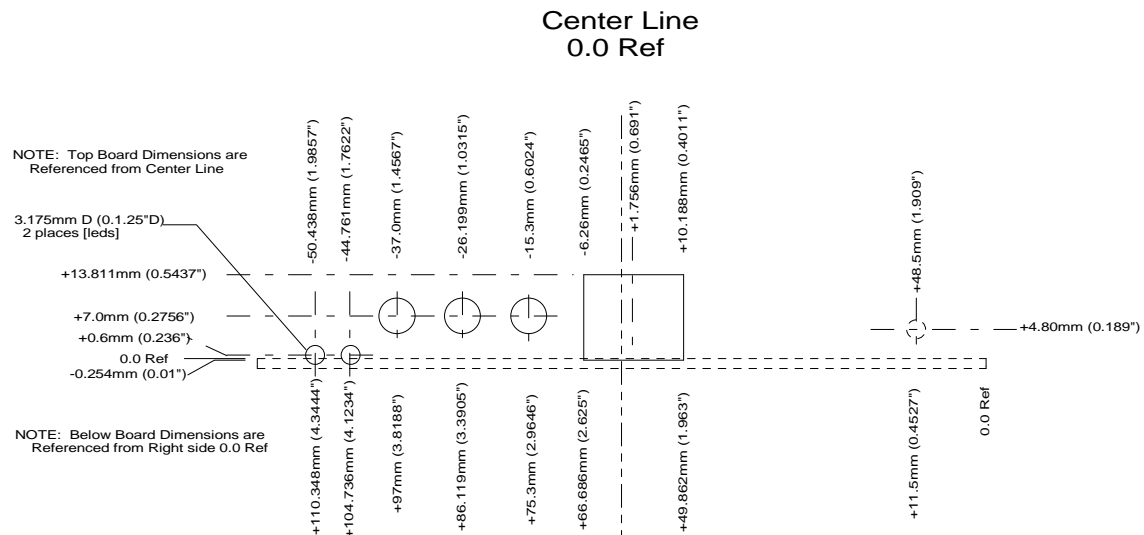 Center Line
0.0 Ref
-50.438mm (1.9857")
-44.761mm (1.7622")
-37.0mm (1.4567")
-26.199mm (1.0315")
-15.3mm (0.6024")
-6.26mm (0.2465")
+1.756mm (0.691")
+10.188mm (0.4011")
+48.5mm (1.909")
NOTE: Top Board Dimensions are
Referenced from Center Line
3.175mm D (0.1.25"D)
2 places [leds]
+13.811mm (0.5437")
+7.0mm (0.2756")
+0.6mm (0.236")
0.0 Ref
-0.254mm (0.01")
+4.80mm (0.189")
NOTE: Below Board Dimensions are
Referenced from Right side 0.0 Ref
+110.348mm (4.3444")
+104.736mm (4.1234")
+97mm (3.8188")
+86.119mm (3.3905")
+75.3mm (2.9646")
+66.686mm (2.625")
+49.862mm (1.963")
+11.5mm (0.4527")
0.0 Ref